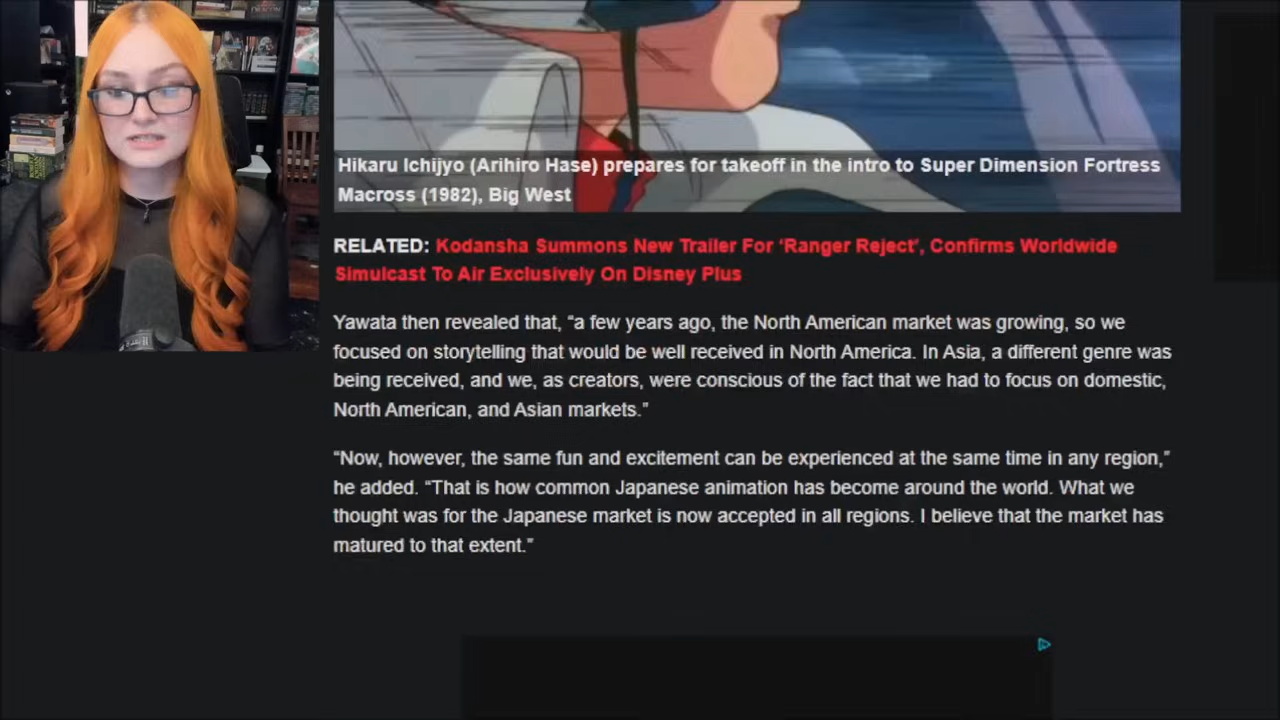 Hikaru Ichijyo (Arihiro Hase) prepares for takeoff in the intro to Super Dimension Fortress
Macross (1982), Big West
RELATED: Kodansha Summons New Trailer For ‘Ranger Reject’, Confirms Worldwide
Simulcast To Air Exclusively On Disney Plus
Yawata then revealed that, “a few years ago, the North American market was growing, so we
focused on storytelling that would be well received in North America. In Asia, a different genre was
being received, and we, as creators, were conscious of the fact that we had to focus on domestic,
North American, and Asian markets.”
“Now, however, the same fun and excitement can be experienced at the same time in any region,”
he added. “That is how common Japanese animation has become around the world. What we
thought was for the Japanese market is now accepted in all regions. I believe that the market has
matured to that extent.”